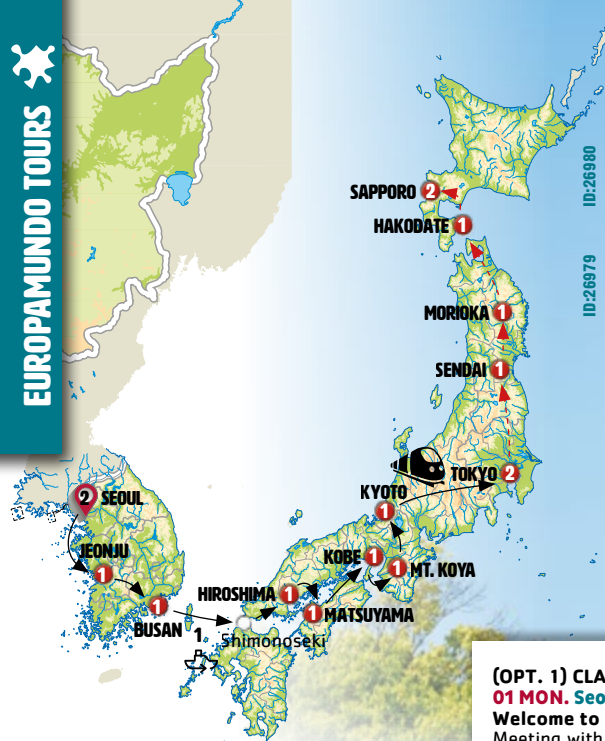 EUROPAMUNDO TOURS
ID:26980
ID:26979
SAPPORO 2
HAKODATE 1
MORIOKA 1
SENDAI 1
TOKYO 2
KYOTO
1
2 SEOUL
JEONJU
1
KOBE 1
1 MT. KOYA
HIROSHIMA 1
1 MATSUYAMA
1
BUSAN 1
Shimonoseki
(OPT. 1) CLA
01 MON. Seo
Welcome to
Meeting with